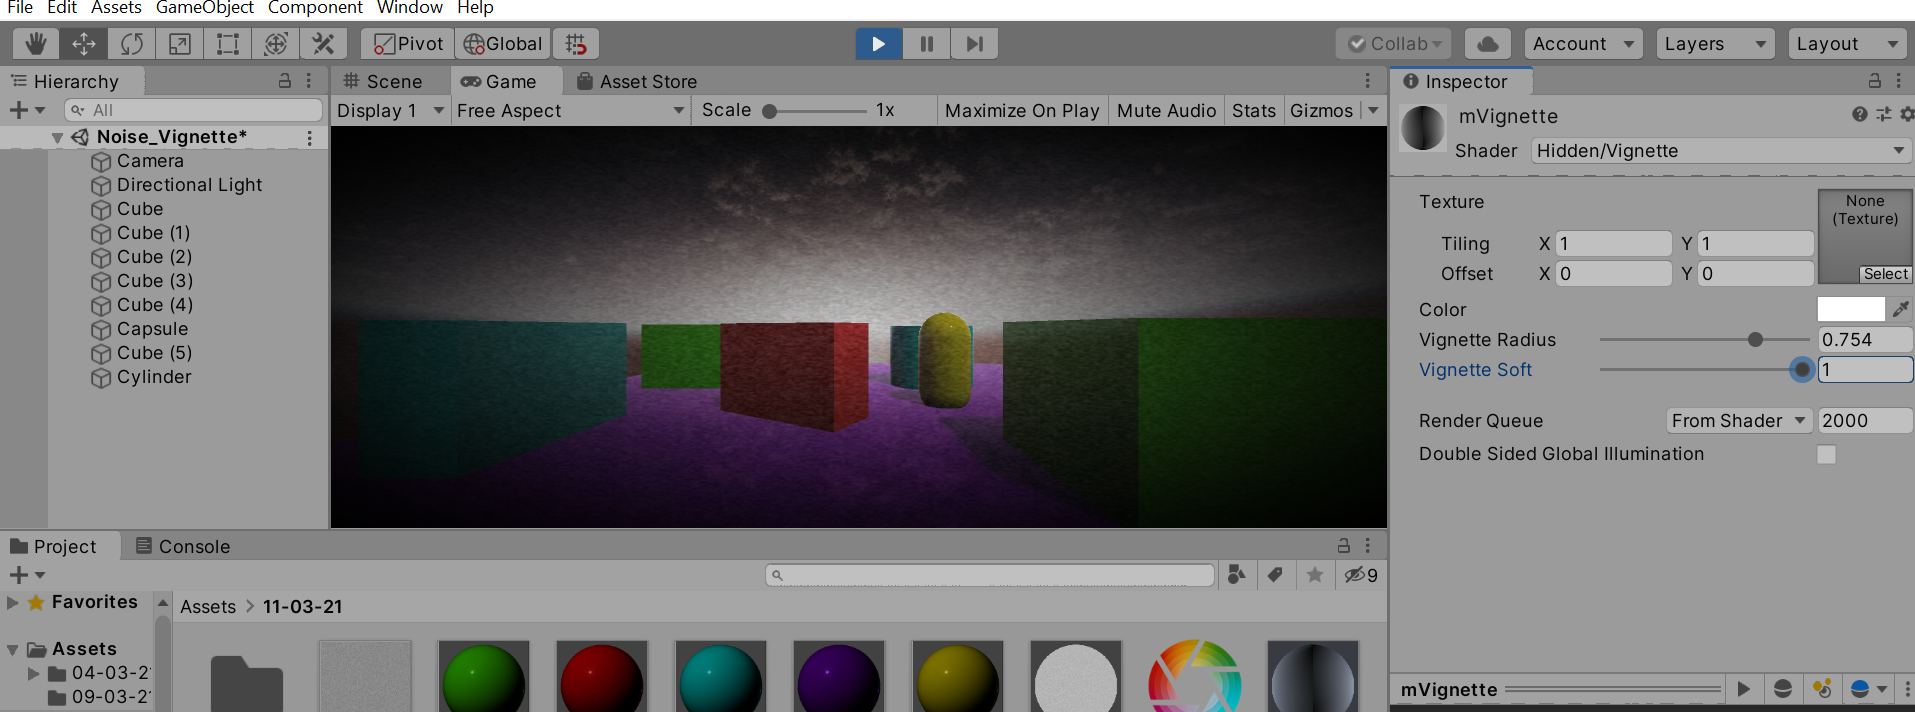 File Edit Assets GameObject Component Window Help
Pivot Global Collab Account Layers Layout
Hierarchy
All
Noise_Vignette*
Camera
Directional Light
Cube
Cube (1)
Cube (2)
Cube (3)
Cube (4)
Capsule
Cube (5)
Cylinder
Scene Game Asset Store
Display 1 Free Aspect Scale 1x Maximize On Play Mute Audio Stats Gizmos
Inspector
mVignette
Shader Hidden/Vignette
Texture None
(Texture)
Tiling X 1 Y 1
Offset X 0 Y 0 Select
Color
Vignette Radius 0.754
Vignette Soft 1
Render Queue From Shader 2000
Double Sided Global Illumination
Project Console
9
Favorites
Assets
04-03-2
09-03-2
Assets > 11-03-21
mVignette